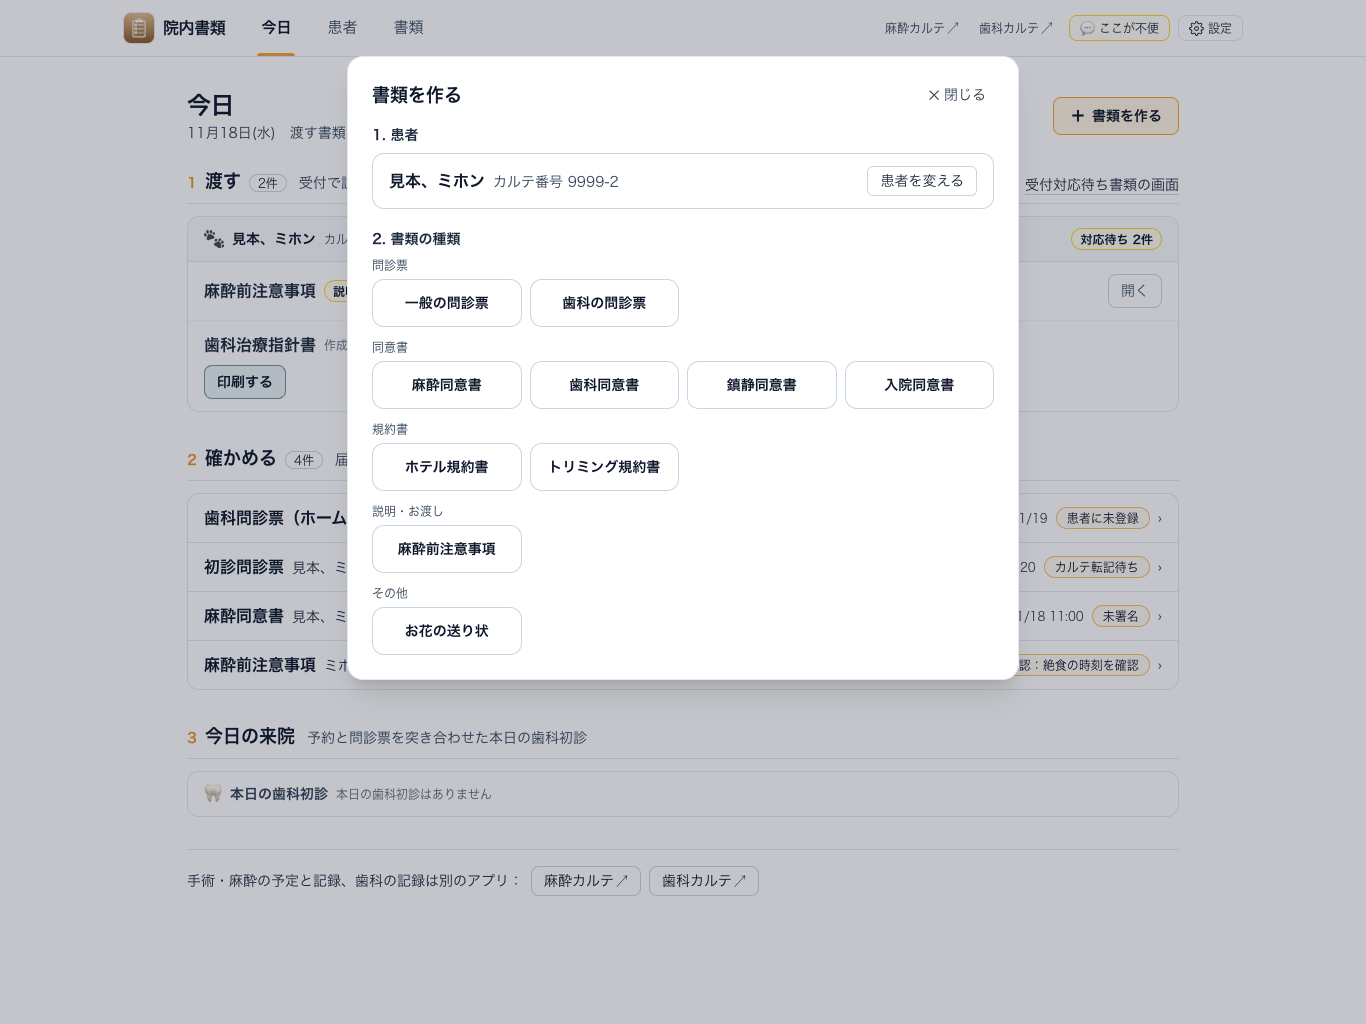 院内書類 今日 患者 書類 麻酔カルテ↗ 歯科カルテ↗ ここが不便 設定
今日
11月18日(水) 渡す書類
+ 書類を作る
1 渡す 2件 受付で
受付対応待ち書類の画面
見本、ミホン カル
対応待ち 2件
麻酔前注意事項
開く
歯科治療指針書 作成
印刷する
2 確かめる 4件 届
歯科問診票（ホーム
1/19 患者に未登録 ›
初診問診票 見本、ミ
20 カルテ転記待ち ›
麻酔同意書 見本、ミ
1/18 11:00 未署名 ›
麻酔前注意事項 ミホ
認：絶食の時刻を確認 ›
3 今日の来院 予約と問診票を突き合わせた本日の歯科初診
本日の歯科初診 本日の歯科初診はありません
手術・麻酔の予定と記録、歯科の記録は別のアプリ： 麻酔カルテ↗ 歯科カルテ↗
書類を作る
× 閉じる
1. 患者
見本、ミホン カルテ番号 9999-2 患者を変える
2. 書類の種類
問診票
一般の問診票 歯科の問診票
同意書
麻酔同意書 歯科同意書 鎮静同意書 入院同意書
規約書
ホテル規約書 トリミング規約書
説明・お渡し
麻酔前注意事項
その他
お花の送り状